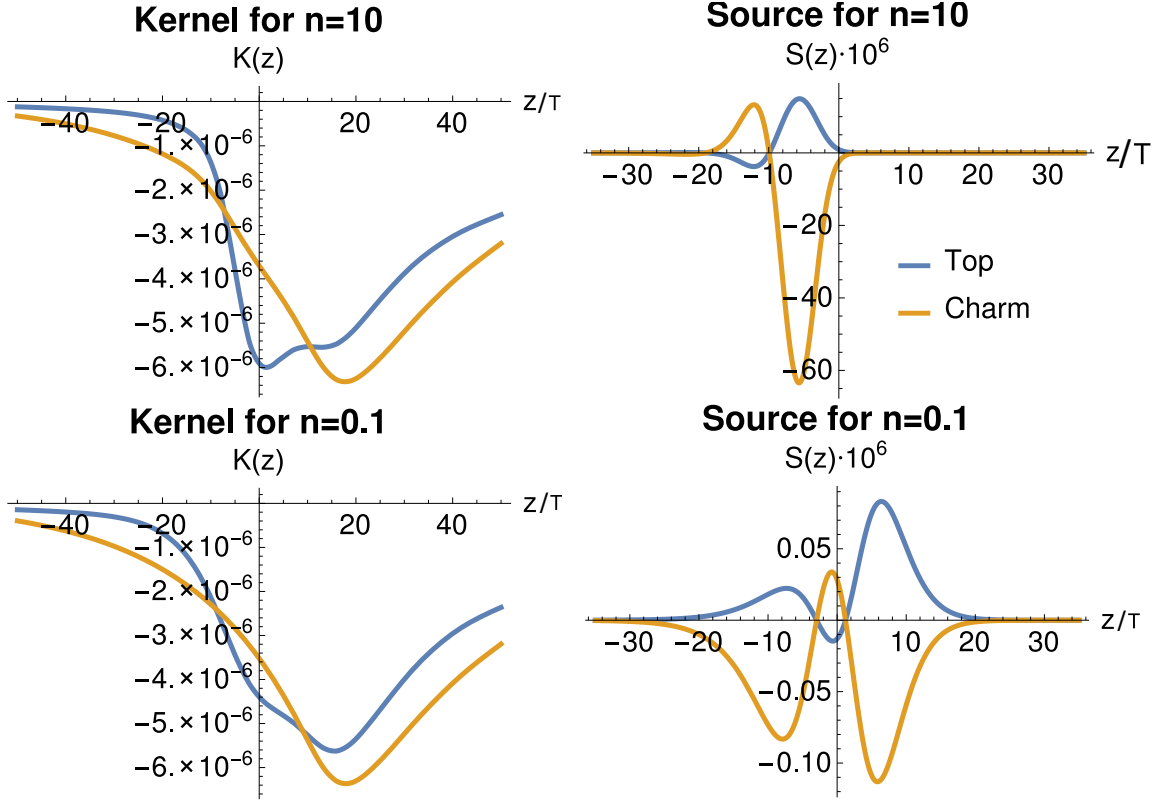 Kernel for n=10
K(z)
z/T
−40 −20 20 40
−1.×10⁻⁶
−2.×10⁻⁶
−3.×10⁻⁶
−4.×10⁻⁶
−5.×10⁻⁶
−6.×10⁻⁶
Source for n=10
S(z)·10⁶
z/T
−30 −20 −10 10 20 30
−20
−40
−60
Top
Charm
Kernel for n=0.1
K(z)
z/T
−40 −20 20 40
−1.×10⁻⁶
−2.×10⁻⁶
−3.×10⁻⁶
−4.×10⁻⁶
−5.×10⁻⁶
−6.×10⁻⁶
Source for n=0.1
S(z)·10⁶
0.05
z/T
−30 −20 −10 10 20 30
−0.05
−0.10